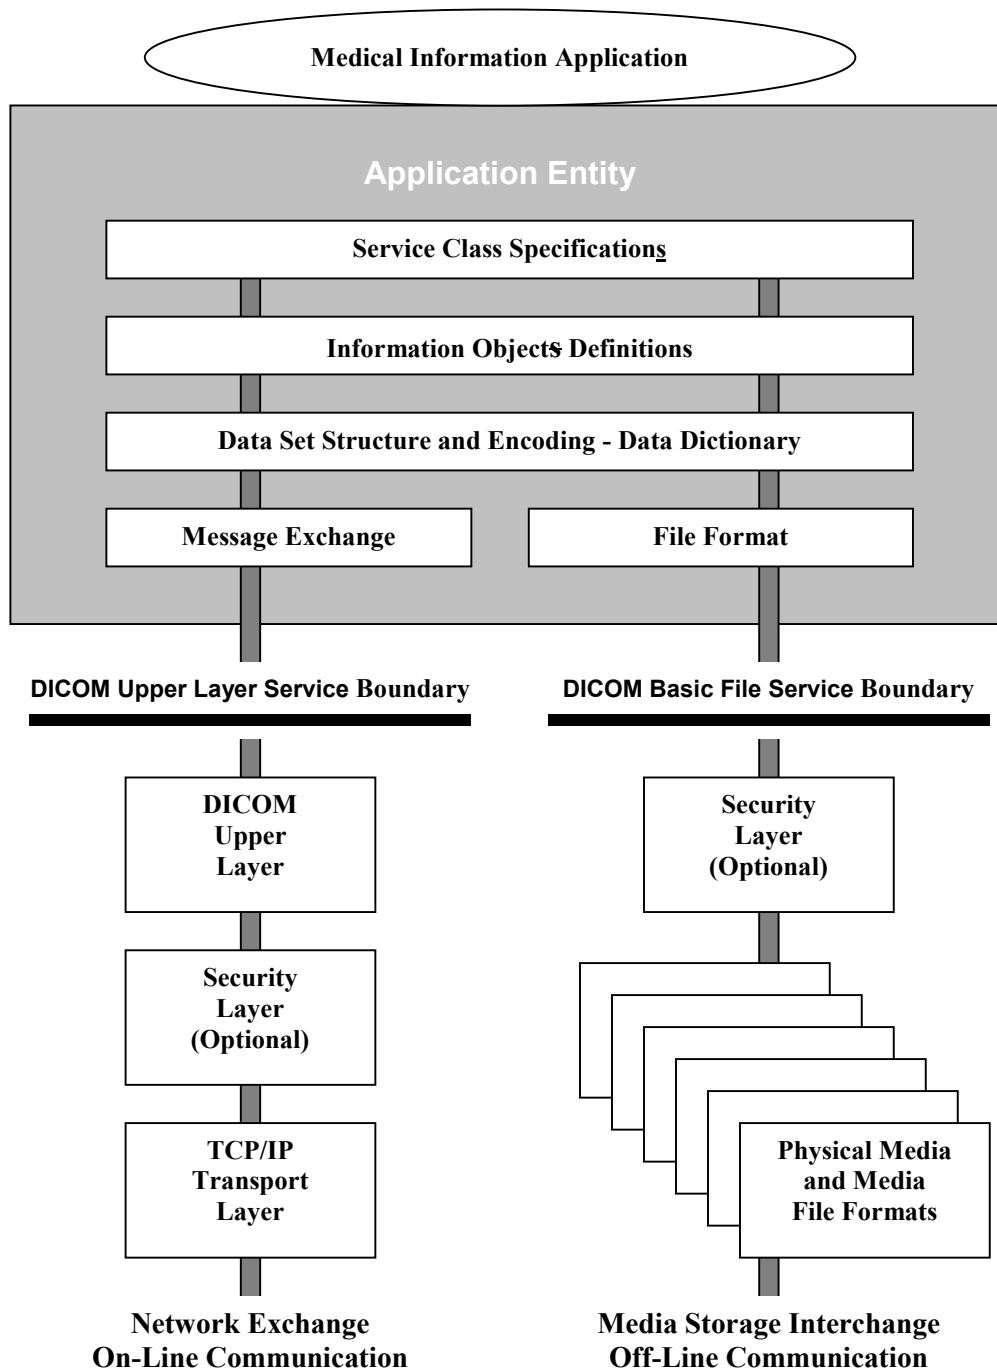 Medical Information Application
Application Entity
Service Class Specifications
Information Objects Definitions
Data Set Structure and Encoding - Data Dictionary
Message Exchange
File Format
DICOM Upper Layer Service Boundary
DICOM Basic File Service Boundary
DICOM
Upper
Layer
Security
Layer
(Optional)
TCP/IP
Transport
Layer
Security
Layer
(Optional)
Physical Media
and Media
File Formats
Network Exchange
On-Line Communication
Media Storage Interchange
Off-Line Communication